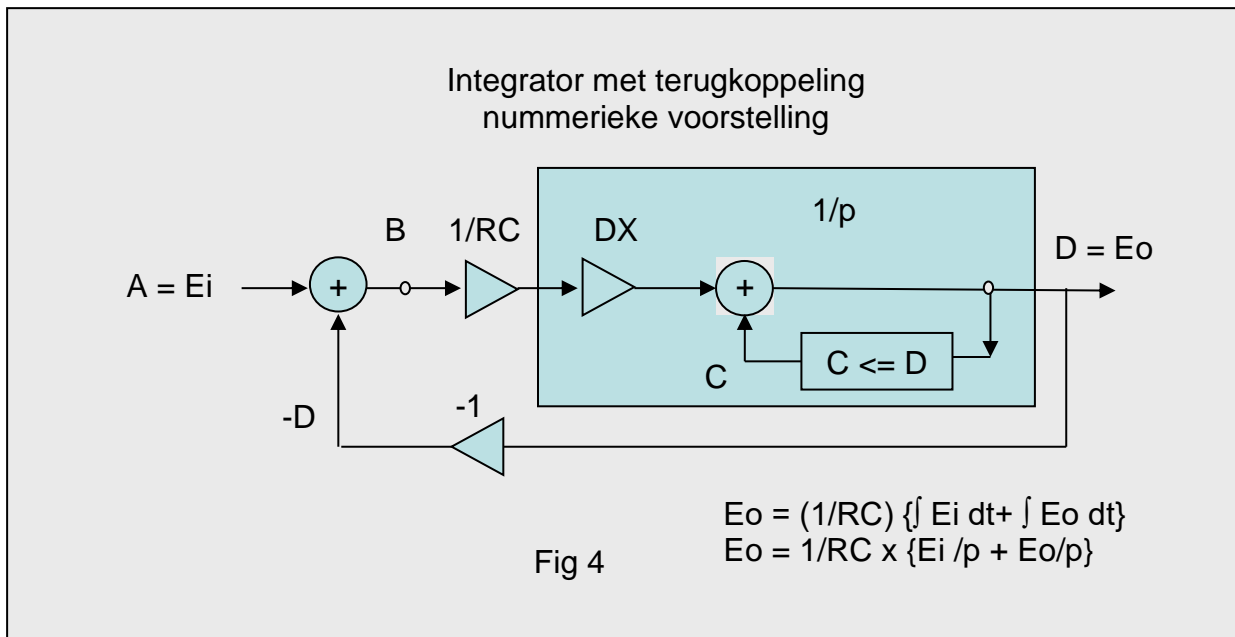 Integrator met terugkoppeling
nummerieke voorstelling
1/p
B
1/RC
DX
D = Eo
A = Ei
+
+
C <= D
C
-D
-1
Eo = (1/RC) {∫ Ei dt+ ∫ Eo dt}
Eo = 1/RC x {Ei /p + Eo/p}
Fig 4